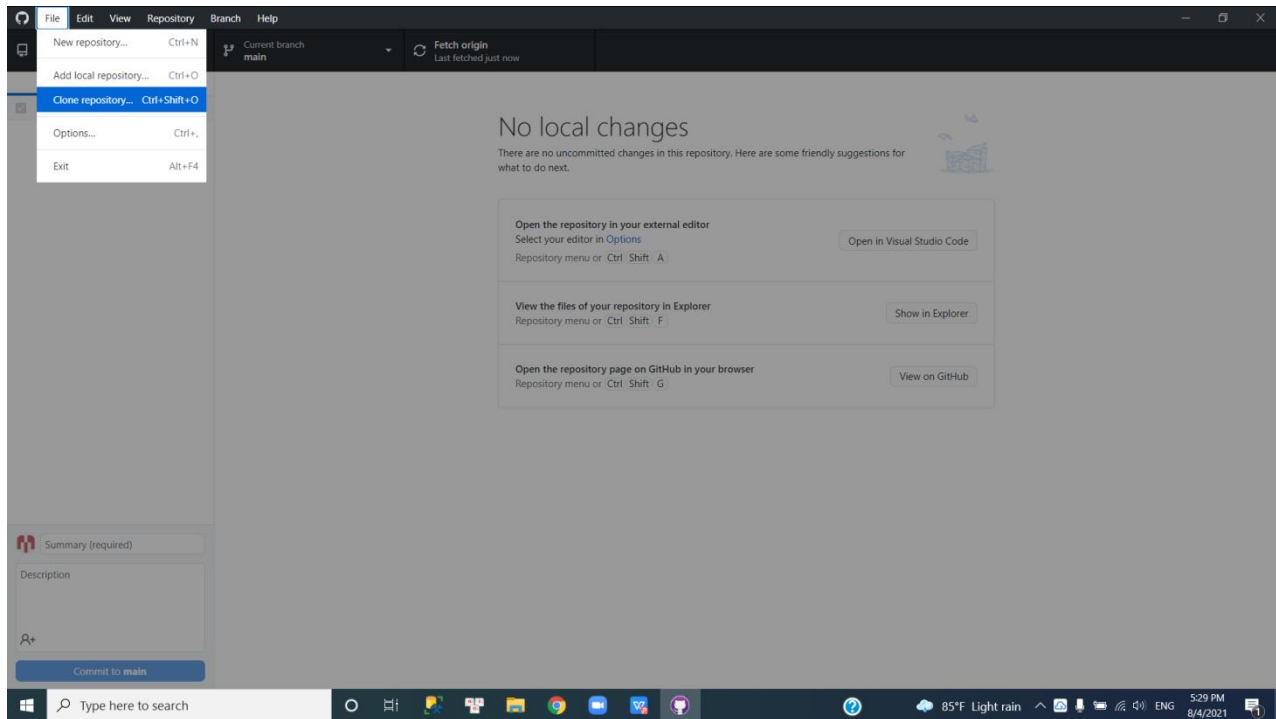 File Edit View Repository Branch Help
New repository... Ctrl+N
Add local repository... Ctrl+O
Clone repository... Ctrl+Shift+O
Options... Ctrl+,
Exit Alt+F4
Current branch
main
Fetch origin
Last fetched just now
No local changes
There are no uncommitted changes in this repository. Here are some friendly suggestions for
what to do next.
Open the repository in your external editor
Select your editor in Options
Repository menu or Ctrl Shift A
Open in Visual Studio Code
View the files of your repository in Explorer
Repository menu or Ctrl Shift F
Show in Explorer
Open the repository page on GitHub in your browser
Repository menu or Ctrl Shift G
View on GitHub
Summary (required)
Description
Commit to main
Type here to search
85°F Light rain
ENG
5:29 PM
8/4/2021
1